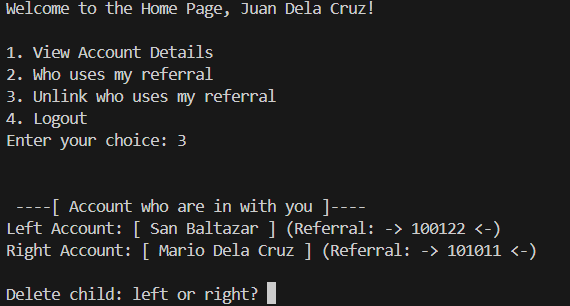 Welcome to the Home Page, Juan Dela Cruz!
1. View Account Details
2. Who uses my referral
3. Unlink who uses my referral
4. Logout
Enter your choice: 3
----[ Account who are in with you ]----
Left Account: [ San Baltazar ] (Referral: -> 100122 <-)
Right Account: [ Mario Dela Cruz ] (Referral: -> 101011 <-)
Delete child: left or right?